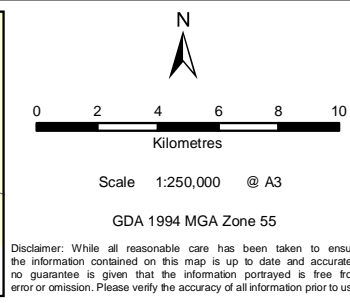 N
0 2 4 6 8 10
Kilometres
Scale 1:250,000 @ A3
GDA 1994 MGA Zone 55
Disclaimer: While all reasonable care has been taken to ensu
the information contained on this map is up to date and accurate
no guarantee is given that the information portrayed is free fro
error or omission. Please verify the accuracy of all information prior to us